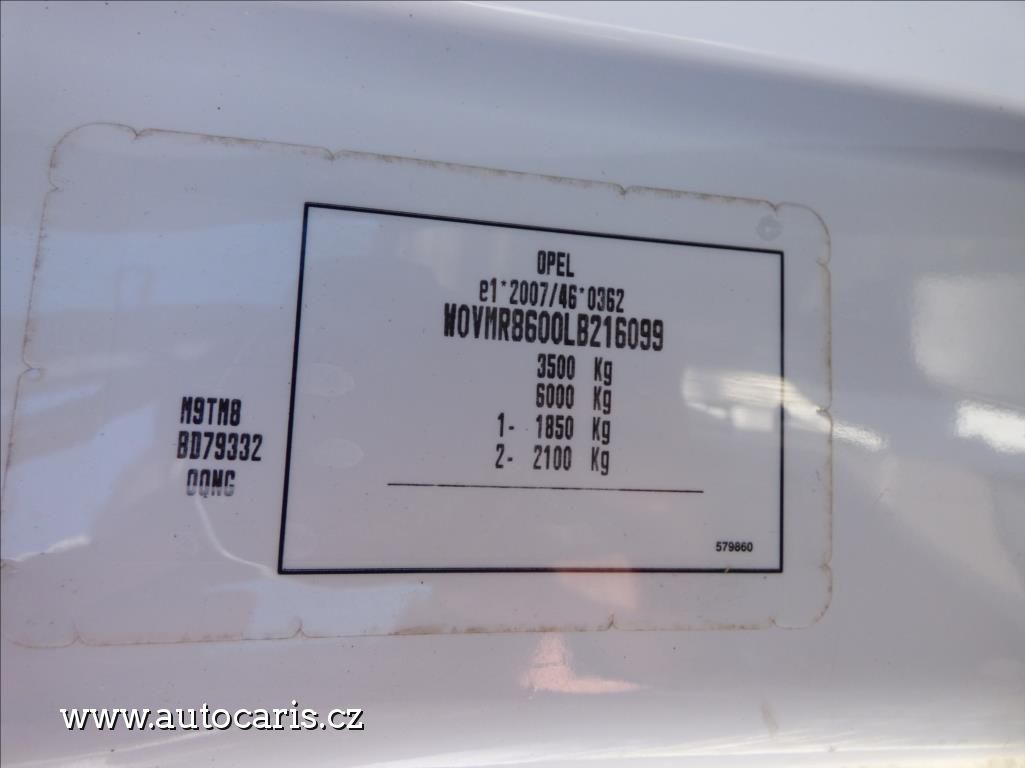 OPEL
e1*2007/46*0362
W0VMR8600LB216099
3500 Kg
6000 Kg
1- 1850 Kg
2- 2100 Kg
M9TM8
BD79332
OQNG
579860
www.autocaris.cz